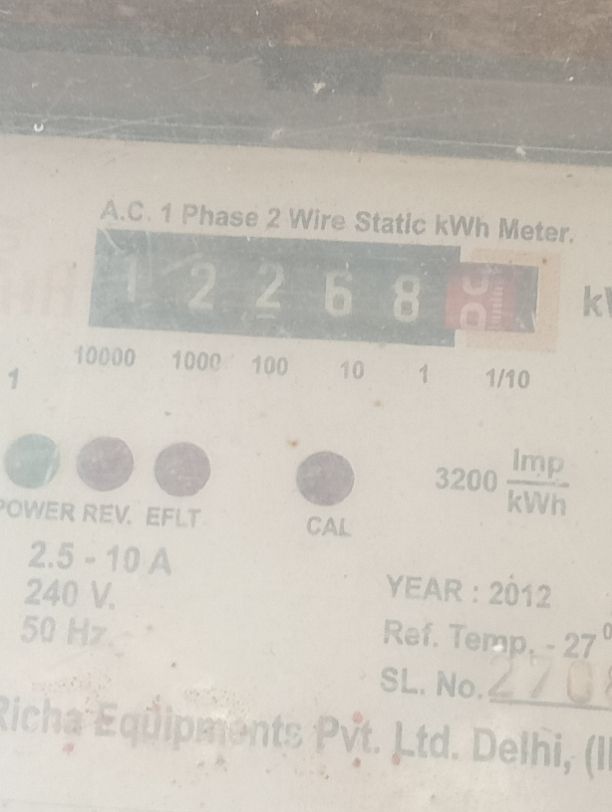 A.C. 1 Phase 2 Wire Static kWh Meter.
1 2 2 6 8
10000 1000 100 10 1 1/10
1
3200 Imp
kWh
POWER REV. EFLT
CAL
2.5 - 10 A
240 V.
50 Hz
YEAR : 2012
Ref. Temp. - 27°
SL. No. 270
Richa Equipments Pvt. Ltd. Delhi,